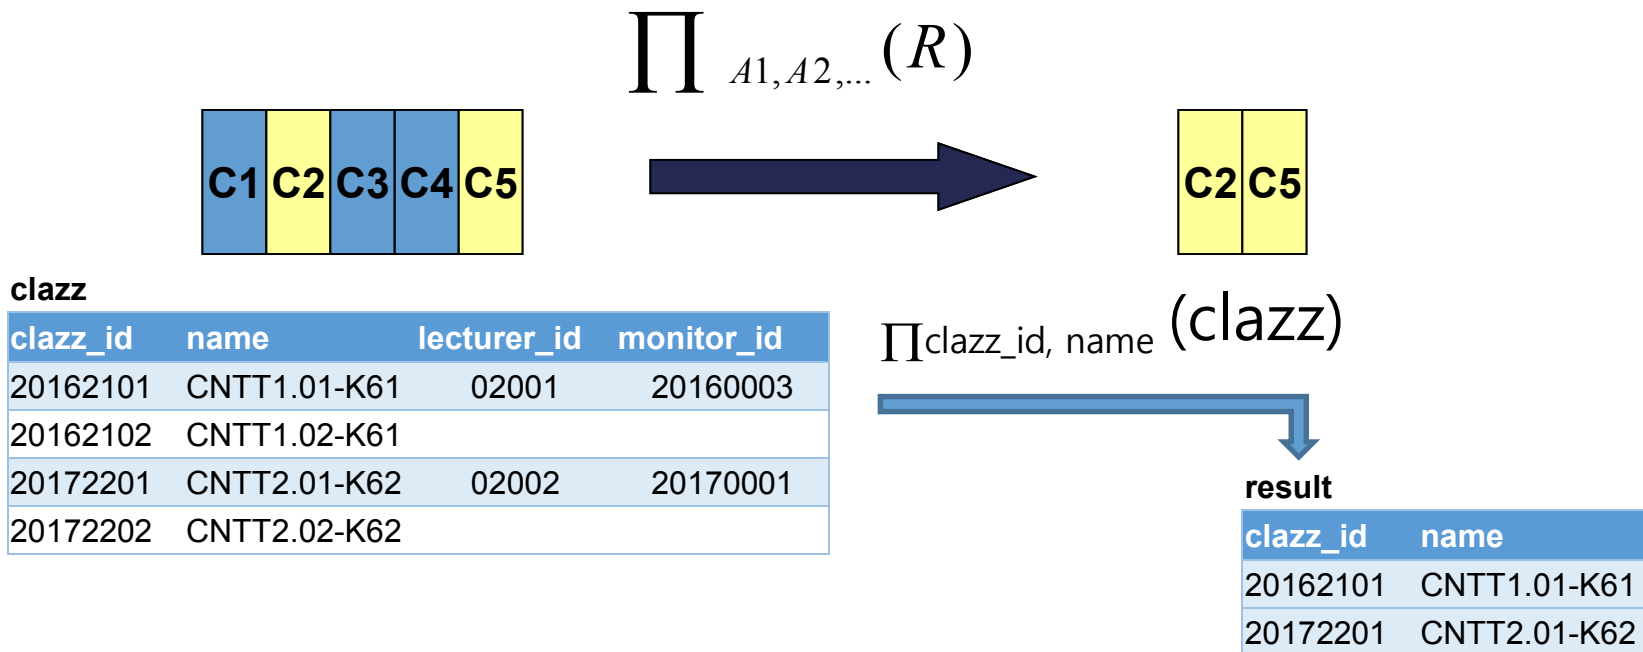 ∏ A1, A2,... (R)
C1 C2 C3 C4 C5
C2 C5
clazz
clazz_id name lecturer_id monitor_id
20162101 CNTT1.01-K61 02001 20160003
20162102 CNTT1.02-K61
20172201 CNTT2.01-K62 02002 20170001
20172202 CNTT2.02-K62
∏clazz_id, name (clazz)
result
clazz_id name
20162101 CNTT1.01-K61
20172201 CNTT2.01-K62